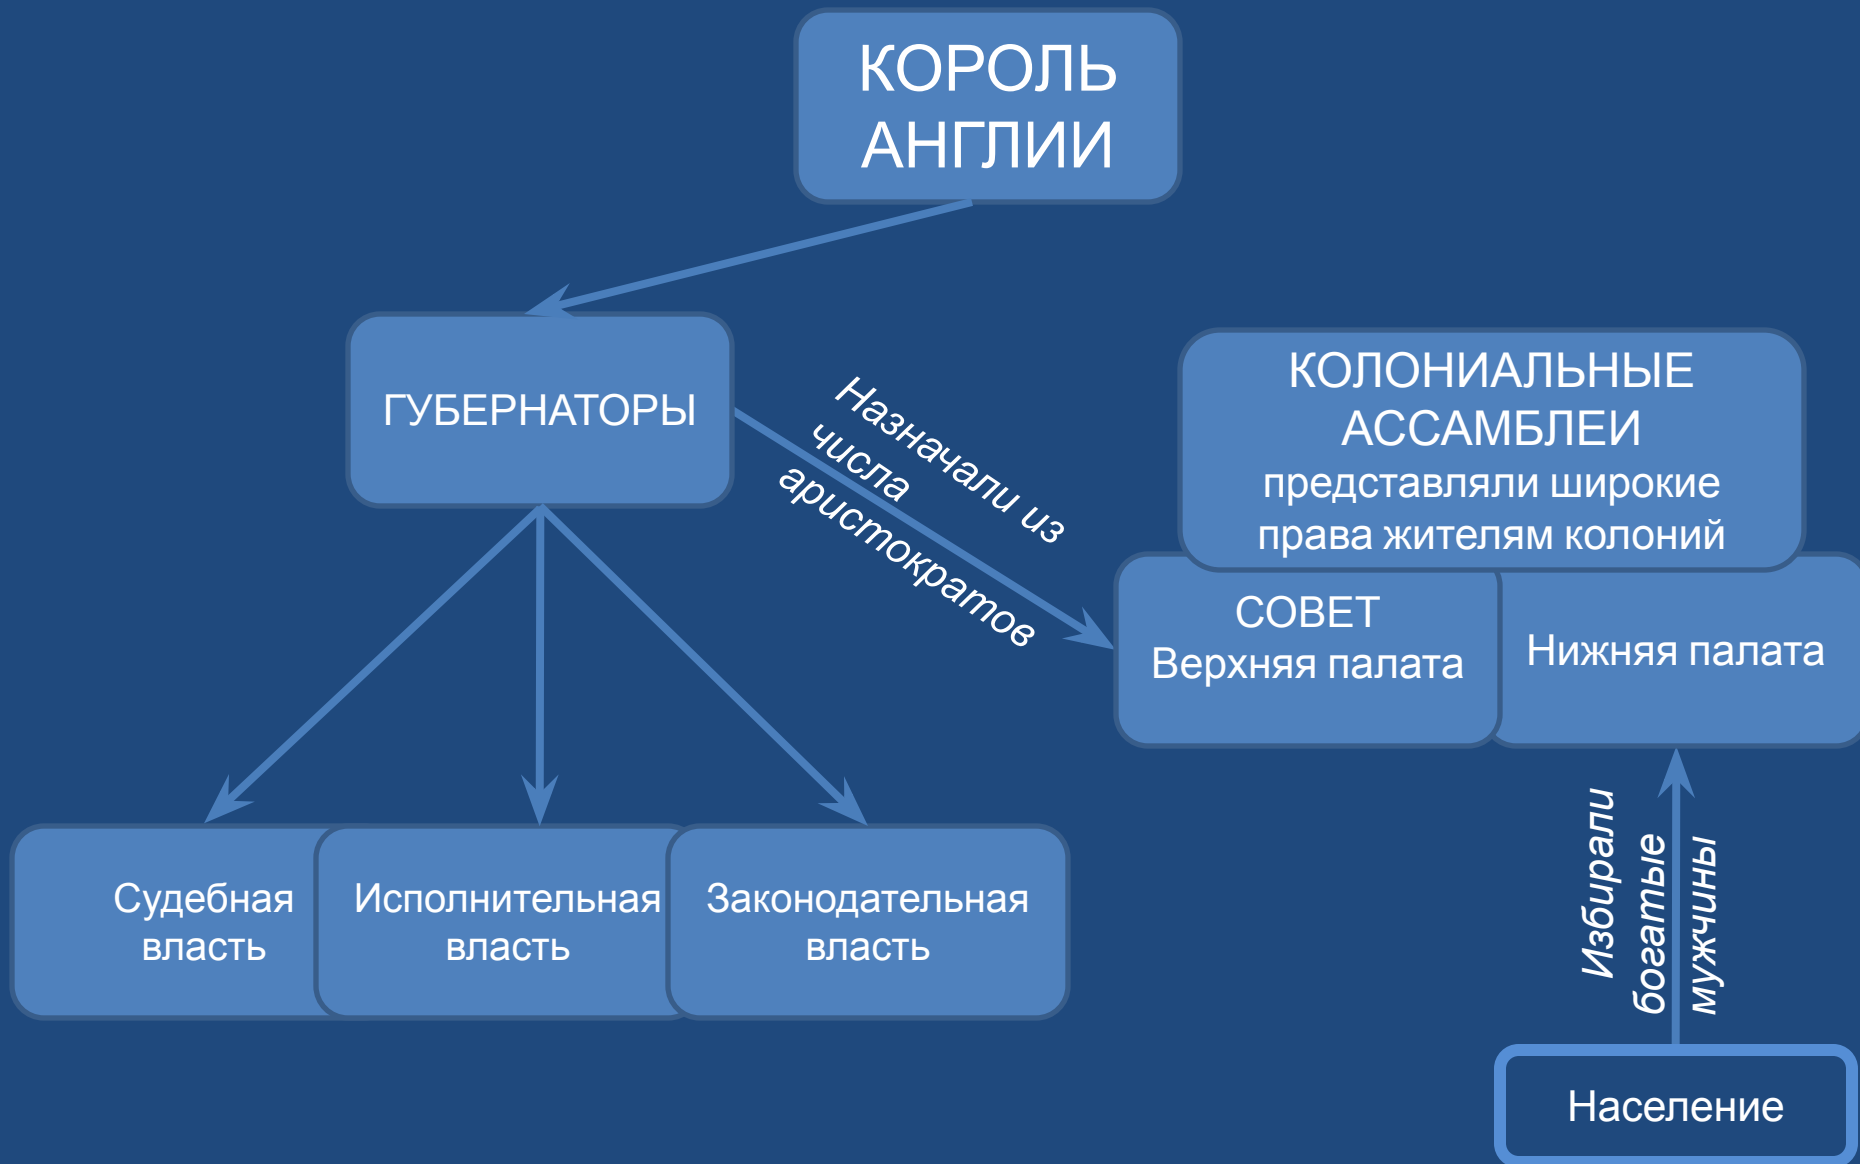 КОРОЛЬ
АНГЛИИ
ГУБЕРНАТОРЫ
Назначали из
числа
аристократов
КОЛОНИАЛЬНЫЕ
АССАМБЛЕИ
представляли широкие
права жителям колоний
СОВЕТ
Верхняя палата
Нижняя палата
Судебная
власть
Исполнительная
власть
Законодательная
власть
Избирали
богатые
мужчины
Население